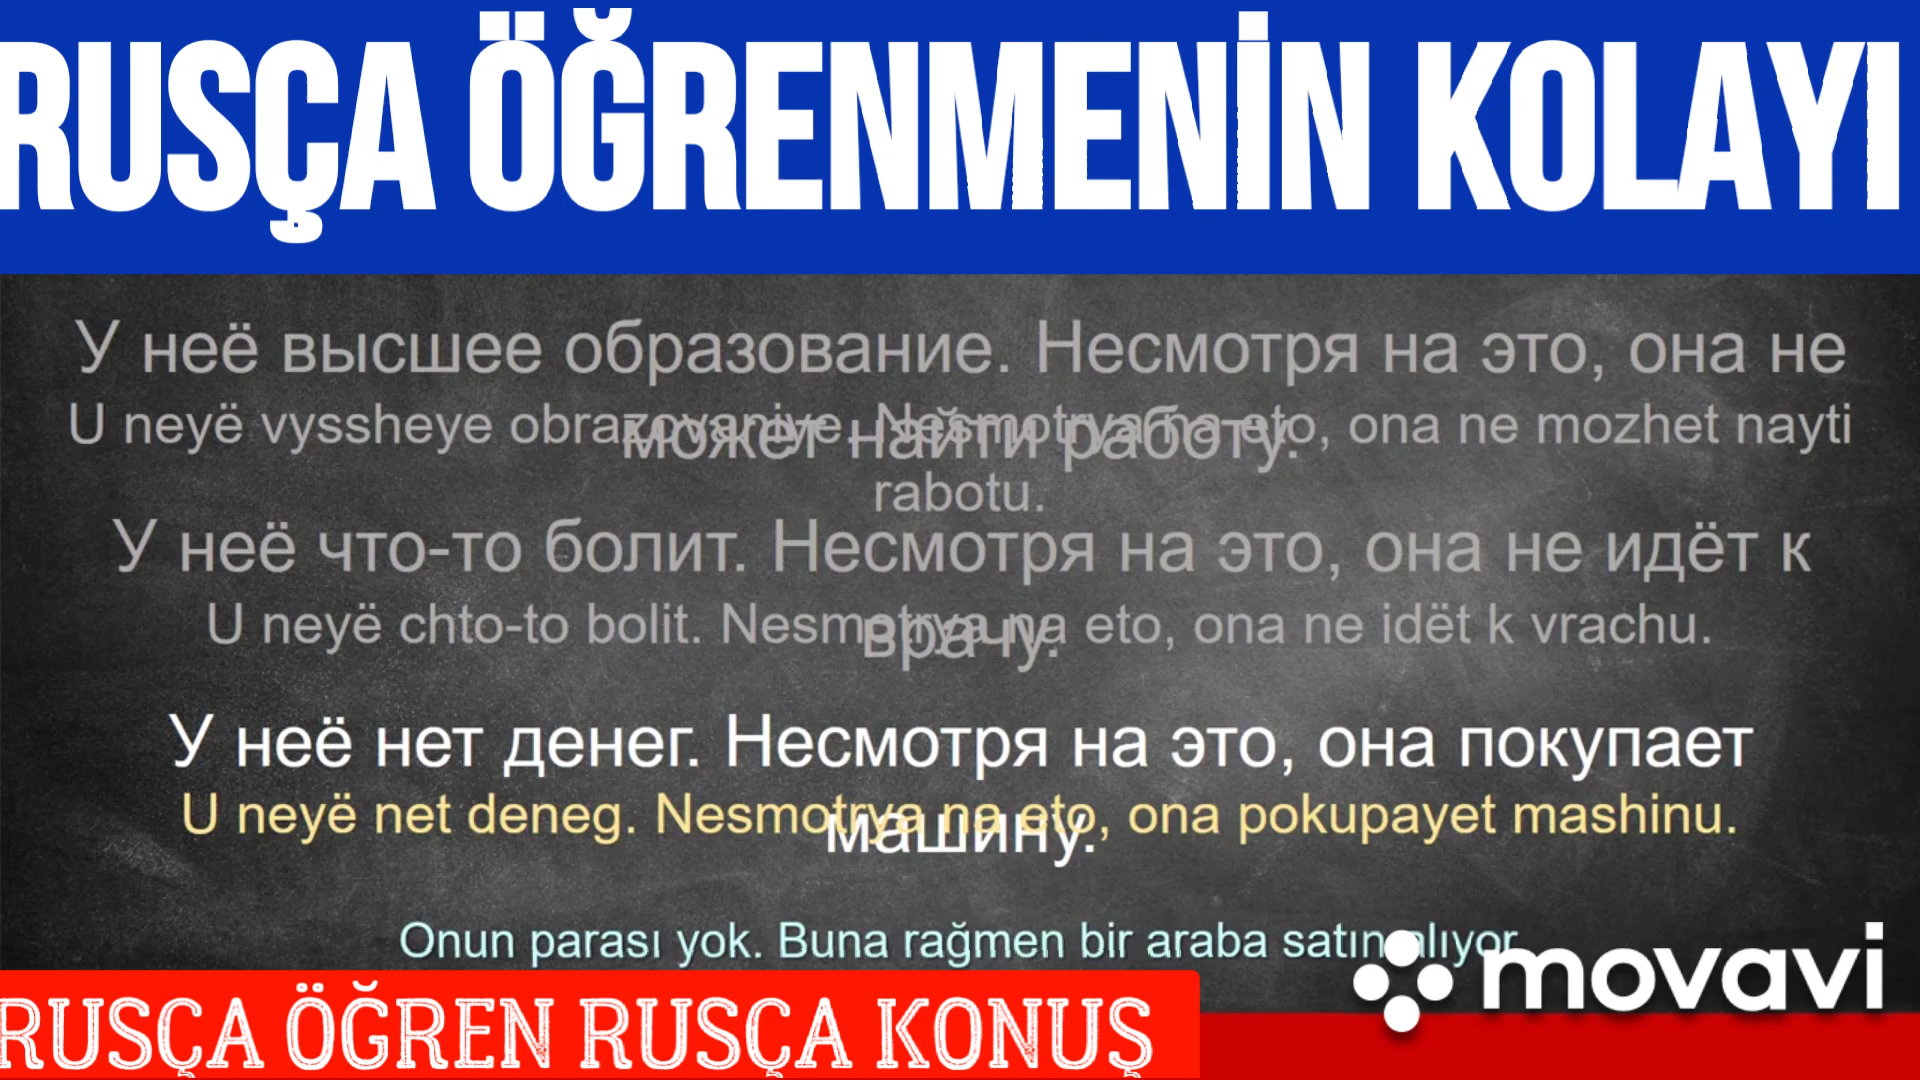 RUSÇA ÖĞRENMENİN KOLAYI
У неё высшее образование. Несмотря на это, она не
может найти работу.
U neyë vyssheye obrazovaniye. Nesmotrya na eto, ona ne mozhet nayti
rabotu.
У неё что-то болит. Несмотря на это, она не идёт к
врачу.
U neyë chto-to bolit. Nesmotrya na eto, ona ne idët k vrachu.
У неё нет денег. Несмотря на это, она покупает
машину.
U neyë net deneg. Nesmotrya na eto, ona pokupayet mashinu.
Onun parası yok. Buna rağmen bir araba satın alıyor
movavi
RUSÇA ÖĞREN RUSÇA KONUŞ